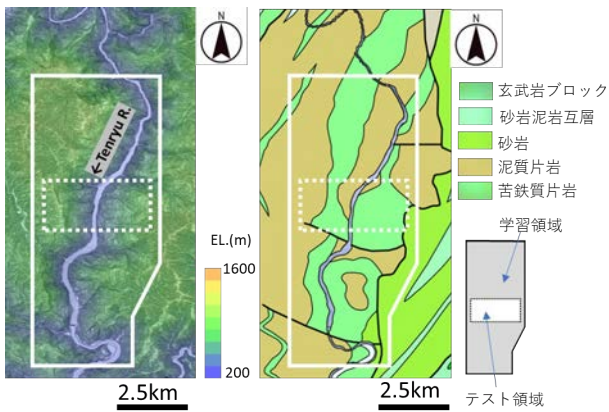 N
N
←Tenryu R.
EL.(m)
1600
200
2.5km
2.5km
玄武岩ブロック
砂岩泥岩互層
砂岩
泥質片岩
苦鉄質片岩
学習領域
テスト領域